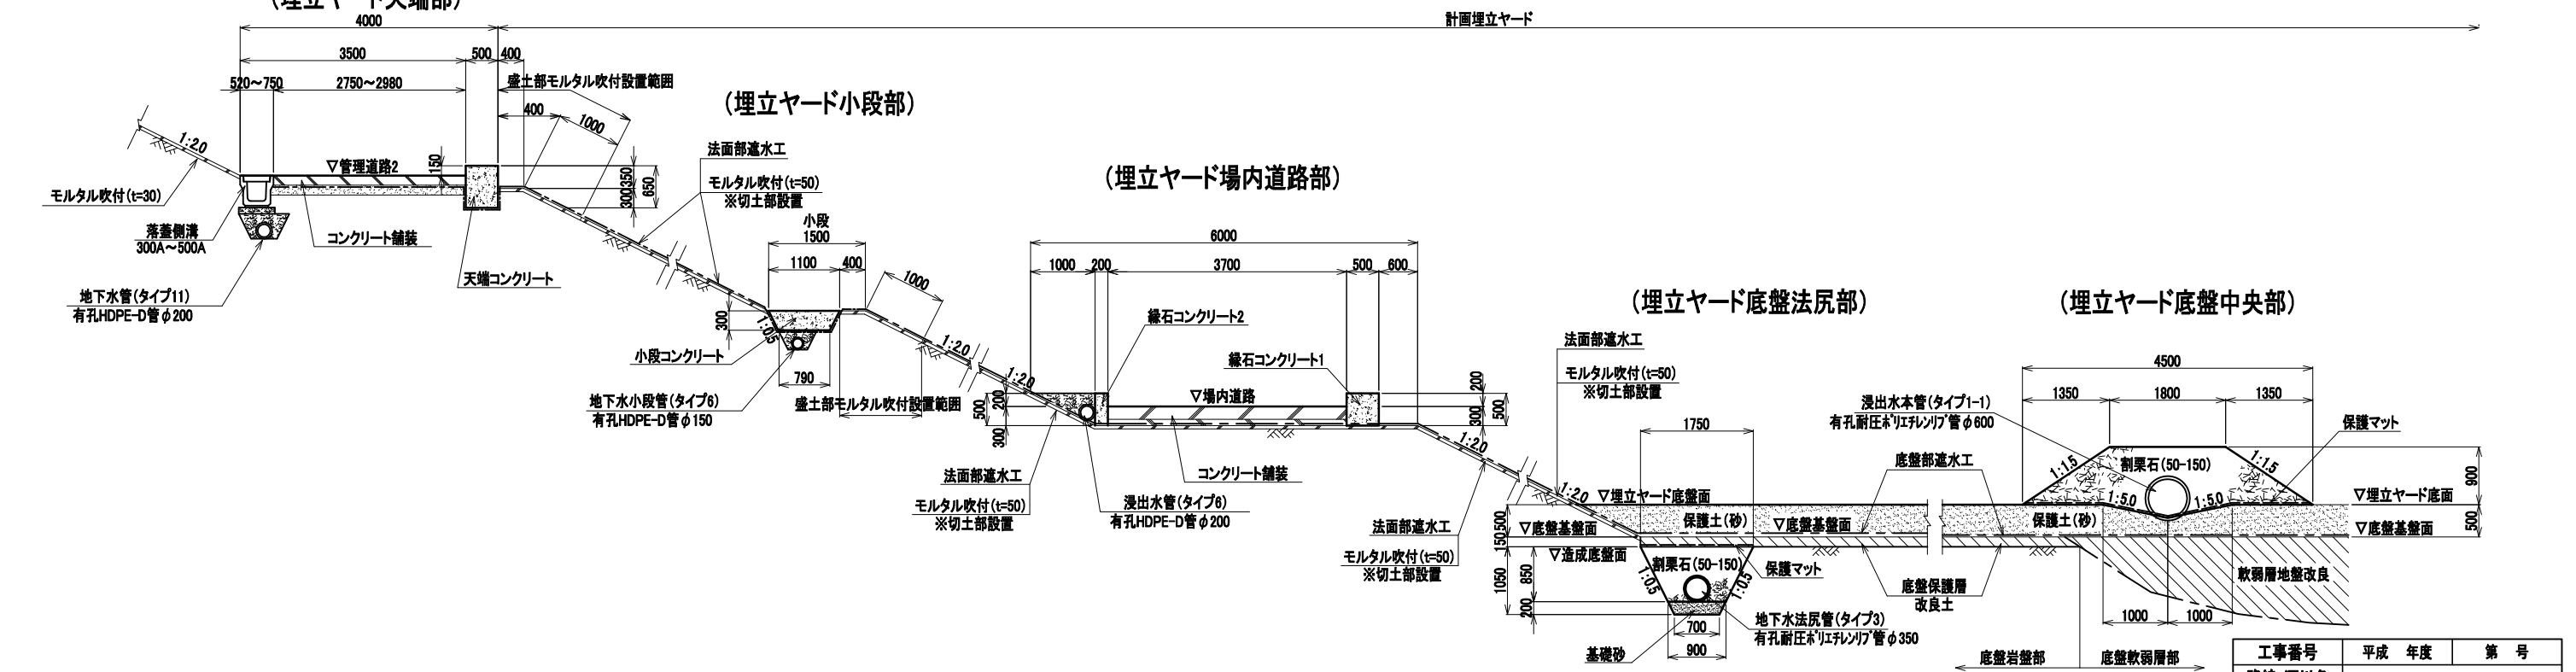 (埋立ヤード天端部)
4000
計画埋立ヤード
3500
500
400
520～750
2750～2980
盛土部モルタル吹付設置範囲
400
1000
1:2.0
▽管理道路2
150
300
350
650
モルタル吹付(t=30)
落蓋側溝
300A～500A
コンクリート舗装
天端コンクリート
地下水管(タイプ11)
有孔HDPE-D管φ200
(埋立ヤード小段部)
法面部遮水工
モルタル吹付(t=50)
※切土部設置
小段
1500
1100
400
1000
300
1:0.5
小段コンクリート
790
地下水小段管(タイプ6)
有孔HDPE-D管φ150
盛土部モルタル吹付設置範囲
1:2.0
(埋立ヤード場内道路部)
6000
1000
200
3700
500
600
縁石コンクリート2
縁石コンクリート1
1:2.0
▽場内道路
500
200
300
200
300
500
法面部遮水工
モルタル吹付(t=50)
※切土部設置
浸出水管(タイプ6)
有孔HDPE-D管φ200
コンクリート舗装
1:2.0
法面部遮水工
モルタル吹付(t=50)
※切土部設置
(埋立ヤード底盤法尻部)
法面部遮水工
モルタル吹付(t=50)
※切土部設置
1750
1:2.0
▽埋立ヤード底盤面
▽底盤基盤面
▽造成底盤面
500
150
1050
850
200
保護土(砂)
▽底盤基盤面
底盤部遮水工
割栗石(50-150)
1:0.5
1:0.5
保護マット
700
900
基礎砂
地下水法尻管(タイプ3)
有孔耐圧ポリエチレンリブ管φ350
底盤保護層
改良土
(埋立ヤード底盤中央部)
4500
1350
1800
1350
浸出水本管(タイプ1-1)
有孔耐圧ポリエチレンリブ管φ600
保護マット
1:1.5
割栗石(50-150)
1:1.5
1:5.0
1:5.0
900
500
▽埋立ヤード底面
▽底盤基盤面
保護土(砂)
軟弱層地盤改良
1000
1000
底盤岩盤部
底盤軟弱層部
工事番号 平成 年度 第 号